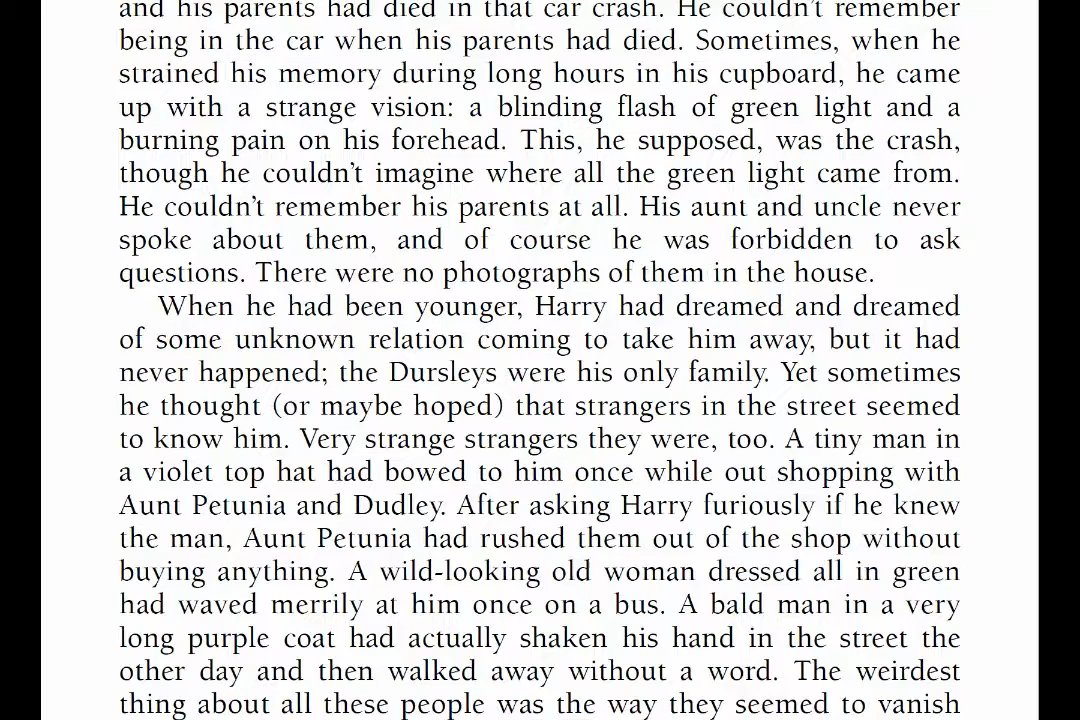 and his parents had died in that car crash. He couldn't remember
being in the car when his parents had died. Sometimes, when he
strained his memory during long hours in his cupboard, he came
up with a strange vision: a blinding flash of green light and a
burning pain on his forehead. This, he supposed, was the crash,
though he couldn't imagine where all the green light came from.
He couldn't remember his parents at all. His aunt and uncle never
spoke about them, and of course he was forbidden to ask
questions. There were no photographs of them in the house.
When he had been younger, Harry had dreamed and dreamed
of some unknown relation coming to take him away, but it had
never happened; the Dursleys were his only family. Yet sometimes
he thought (or maybe hoped) that strangers in the street seemed
to know him. Very strange strangers they were, too. A tiny man in
a violet top hat had bowed to him once while out shopping with
Aunt Petunia and Dudley. After asking Harry furiously if he knew
the man, Aunt Petunia had rushed them out of the shop without
buying anything. A wild-looking old woman dressed all in green
had waved merrily at him once on a bus. A bald man in a very
long purple coat had actually shaken his hand in the street the
other day and then walked away without a word. The weirdest
thing about all these people was the way they seemed to vanish